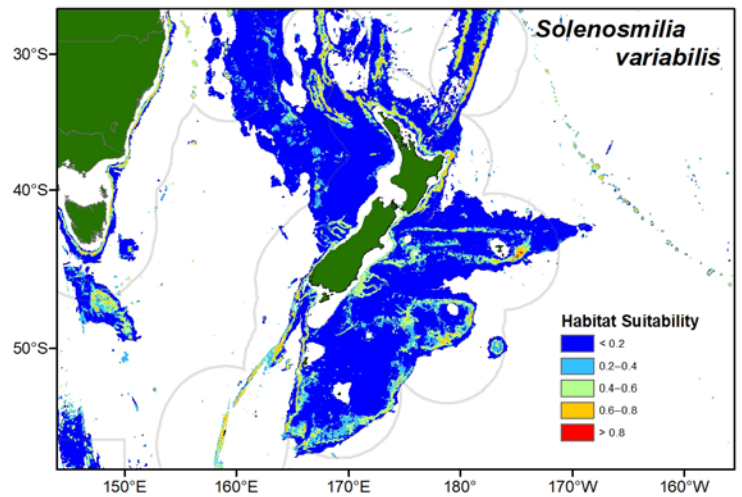 Solenosmilia
variabilis
30°S
40°S
50°S
Habitat Suitability
< 0.2
0.2–0.4
0.4–0.6
0.6–0.8
> 0.8
150°E 160°E 170°E 180° 170°W 160°W